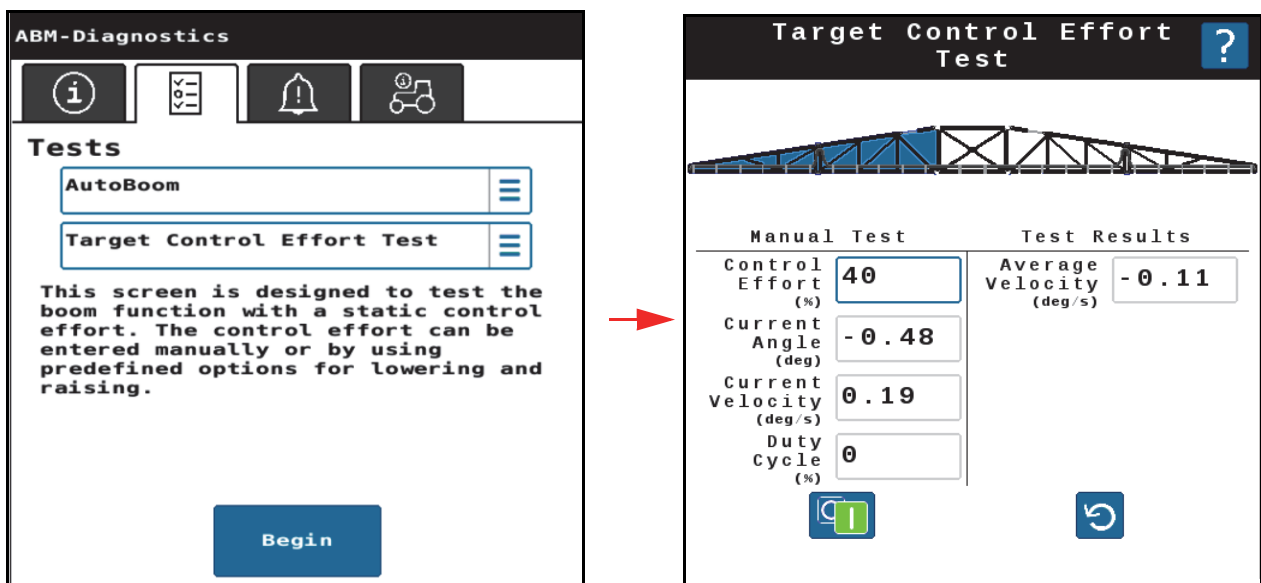 ABM-Diagnostics
Tests
AutoBoom
Target Control Effort Test
This screen is designed to test the
boom function with a static control
effort. The control effort can be
entered manually or by using
predefined options for lowering and
raising.
Begin
Target Control Effort
Test
?
Manual Test
Control
Effort
(%)
40
Current
Angle
(deg)
-0.48
Current
Velocity
(deg/s)
0.19
Duty
Cycle
(%)
0
Test Results
Average
Velocity
(deg/s)
-0.11